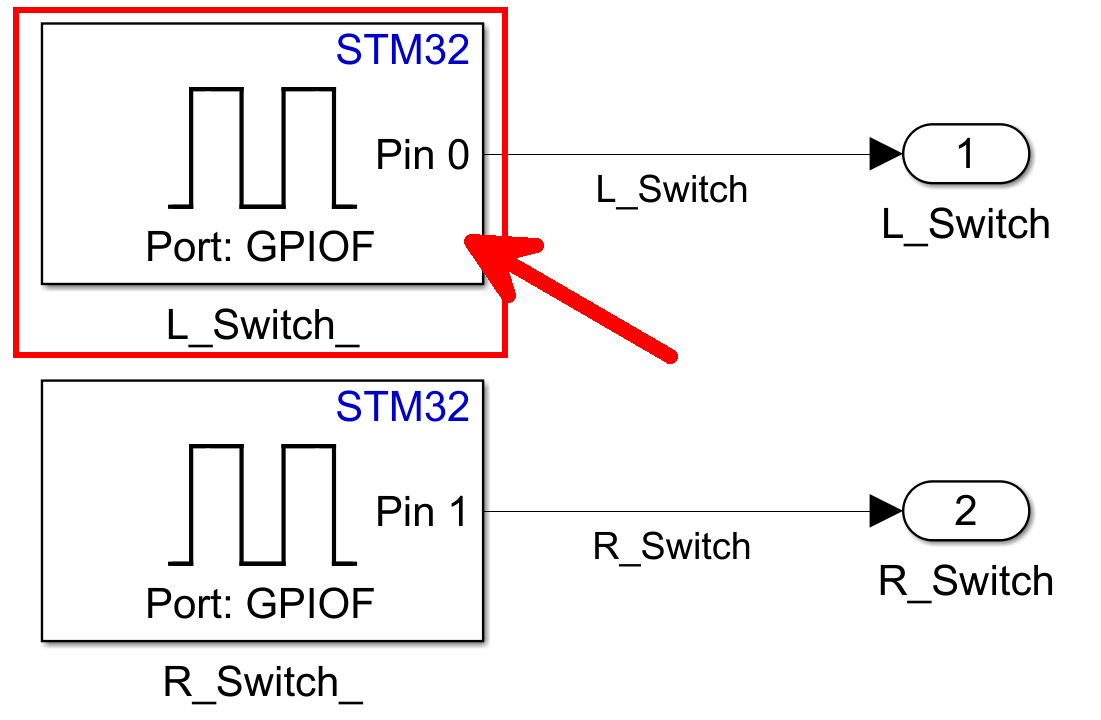 STM32
Pin 0
Port: GPIOF
L_Switch_
L_Switch
1
L_Switch
STM32
Pin 1
Port: GPIOF
R_Switch_
R_Switch
2
R_Switch